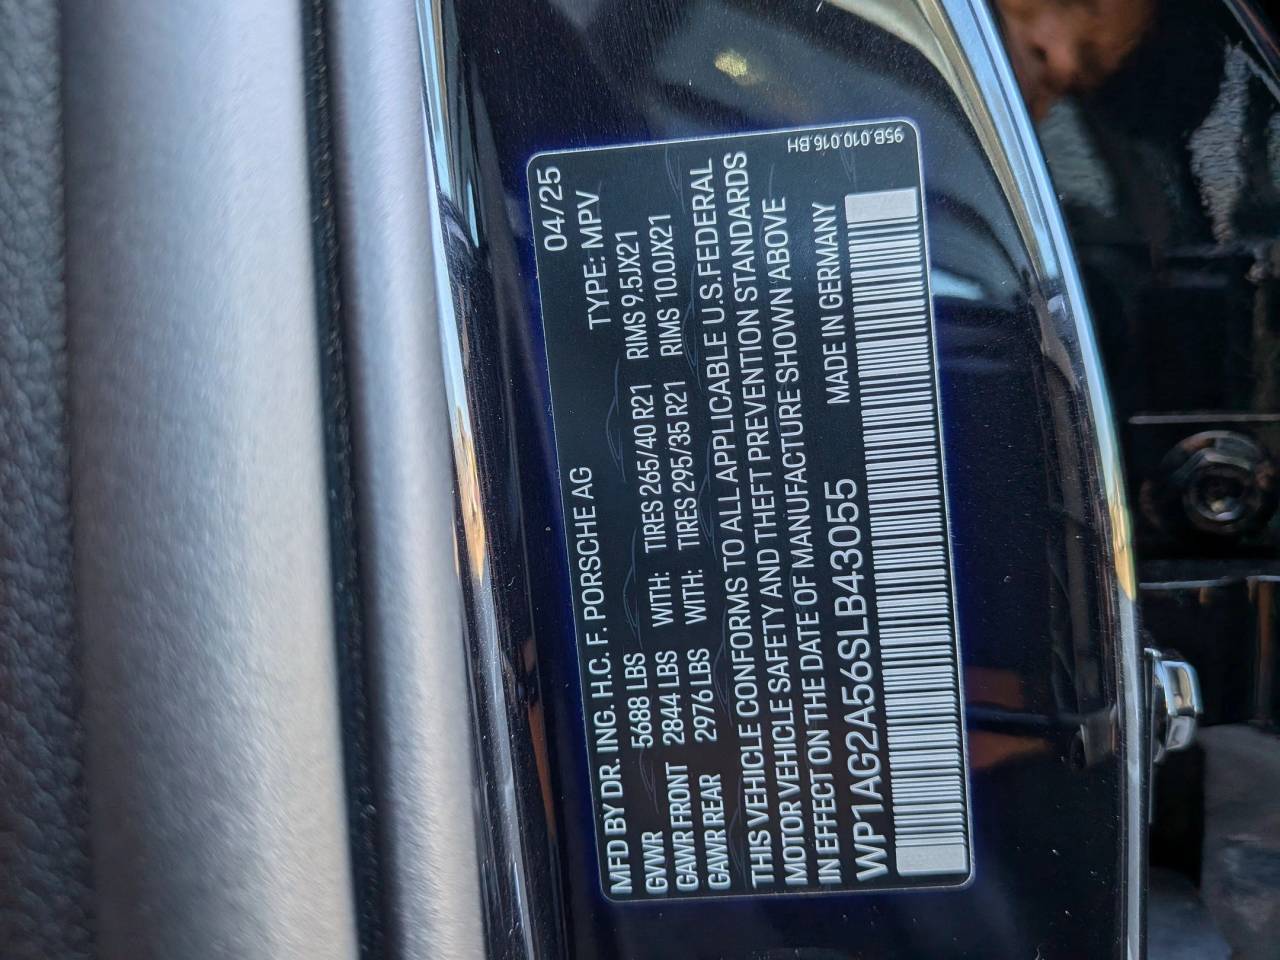 MFD BY DR. ING. H.C. F. PORSCHE AG 04/25
GVWR 5688 LBS TYPE: MPV
GAWR FRONT 2844 LBS WITH: TIRES 265/40 R21 RIMS 9.5JX21
GAWR REAR 2976 LBS WITH: TIRES 295/35 R21 RIMS 10.0JX21
THIS VEHICLE CONFORMS TO ALL APPLICABLE U.S.FEDERAL
MOTOR VEHICLE SAFETY AND THEFT PREVENTION STANDARDS
IN EFFECT ON THE DATE OF MANUFACTURE SHOWN ABOVE
WP1AG2A56SLB43055 MADE IN GERMANY
95B.010.016.BH